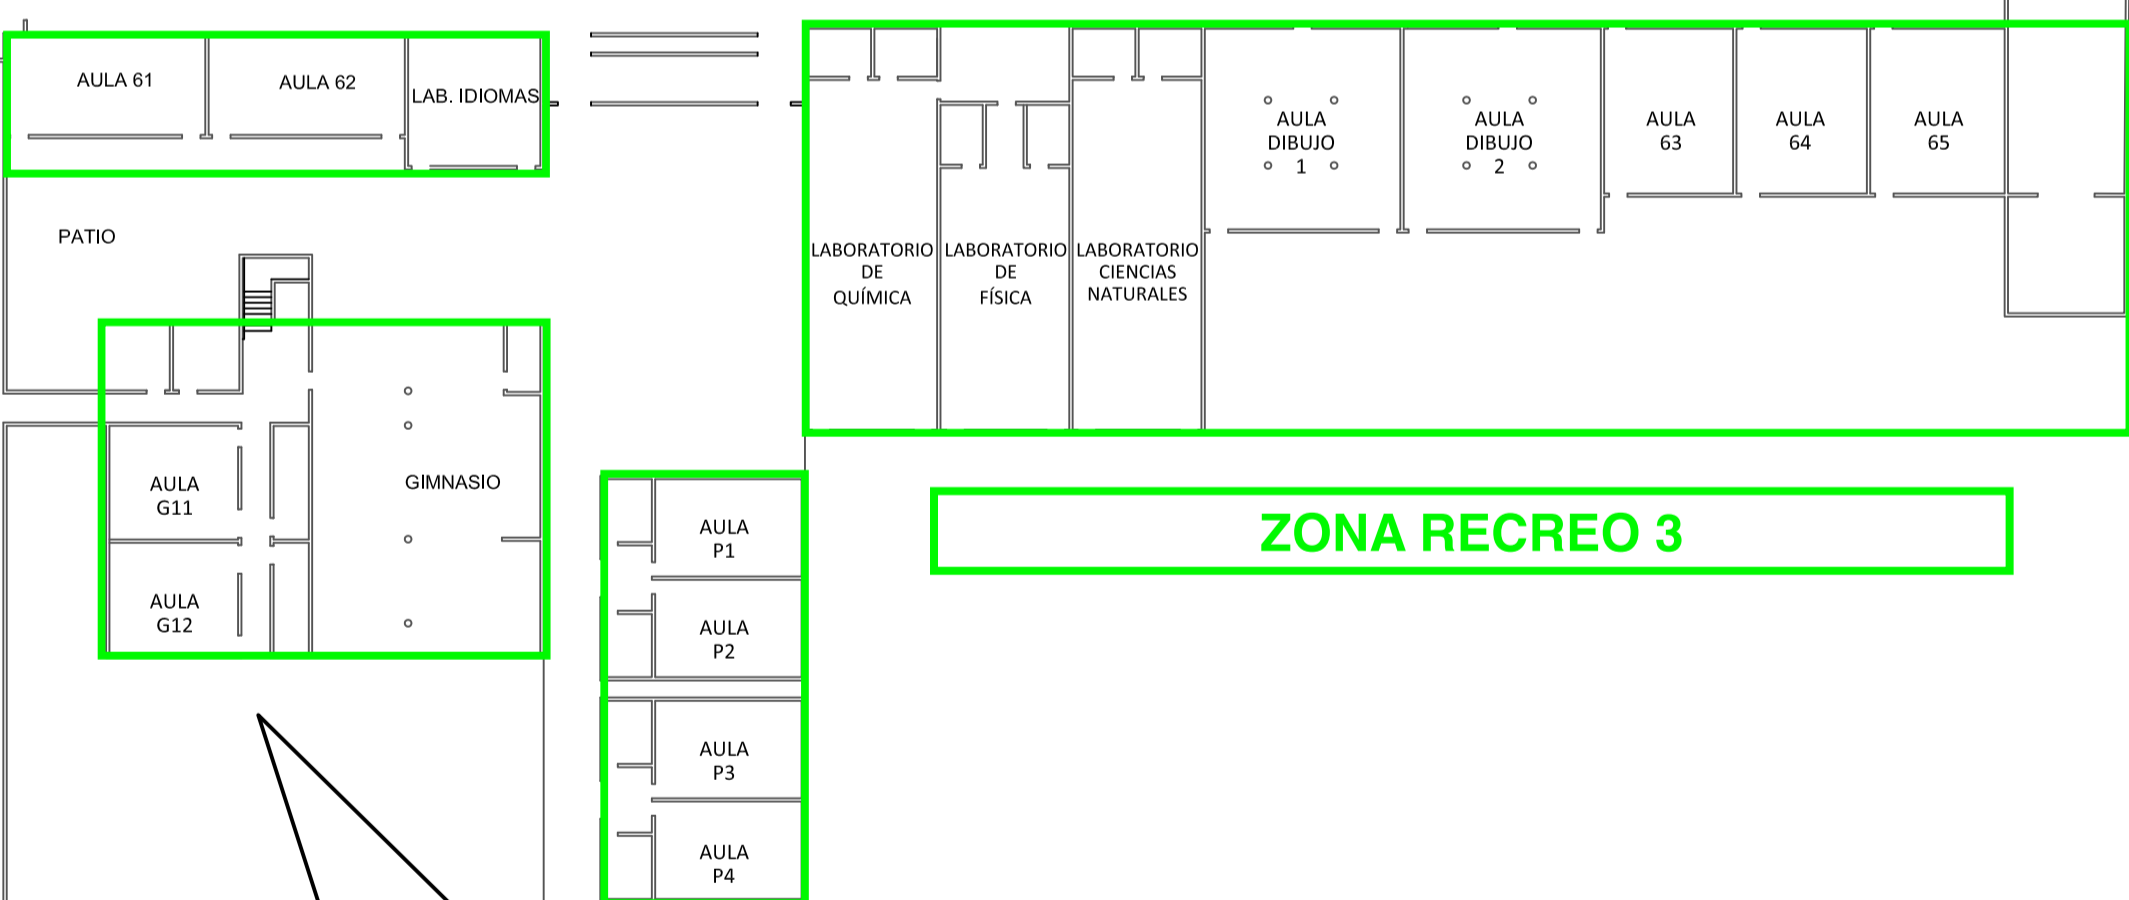 AULA 61
AULA 62
LAB. IDIOMAS
PATIO
AULA
G11
AULA
G12
GIMNASIO
AULA
P1
AULA
P2
AULA
P3
AULA
P4
LABORATORIO
DE
QUÍMICA
LABORATORIO
DE
FÍSICA
LABORATORIO
CIENCIAS
NATURALES
AULA
DIBUJO
1
AULA
DIBUJO
2
AULA
63
AULA
64
AULA
65
ZONA RECREO 3